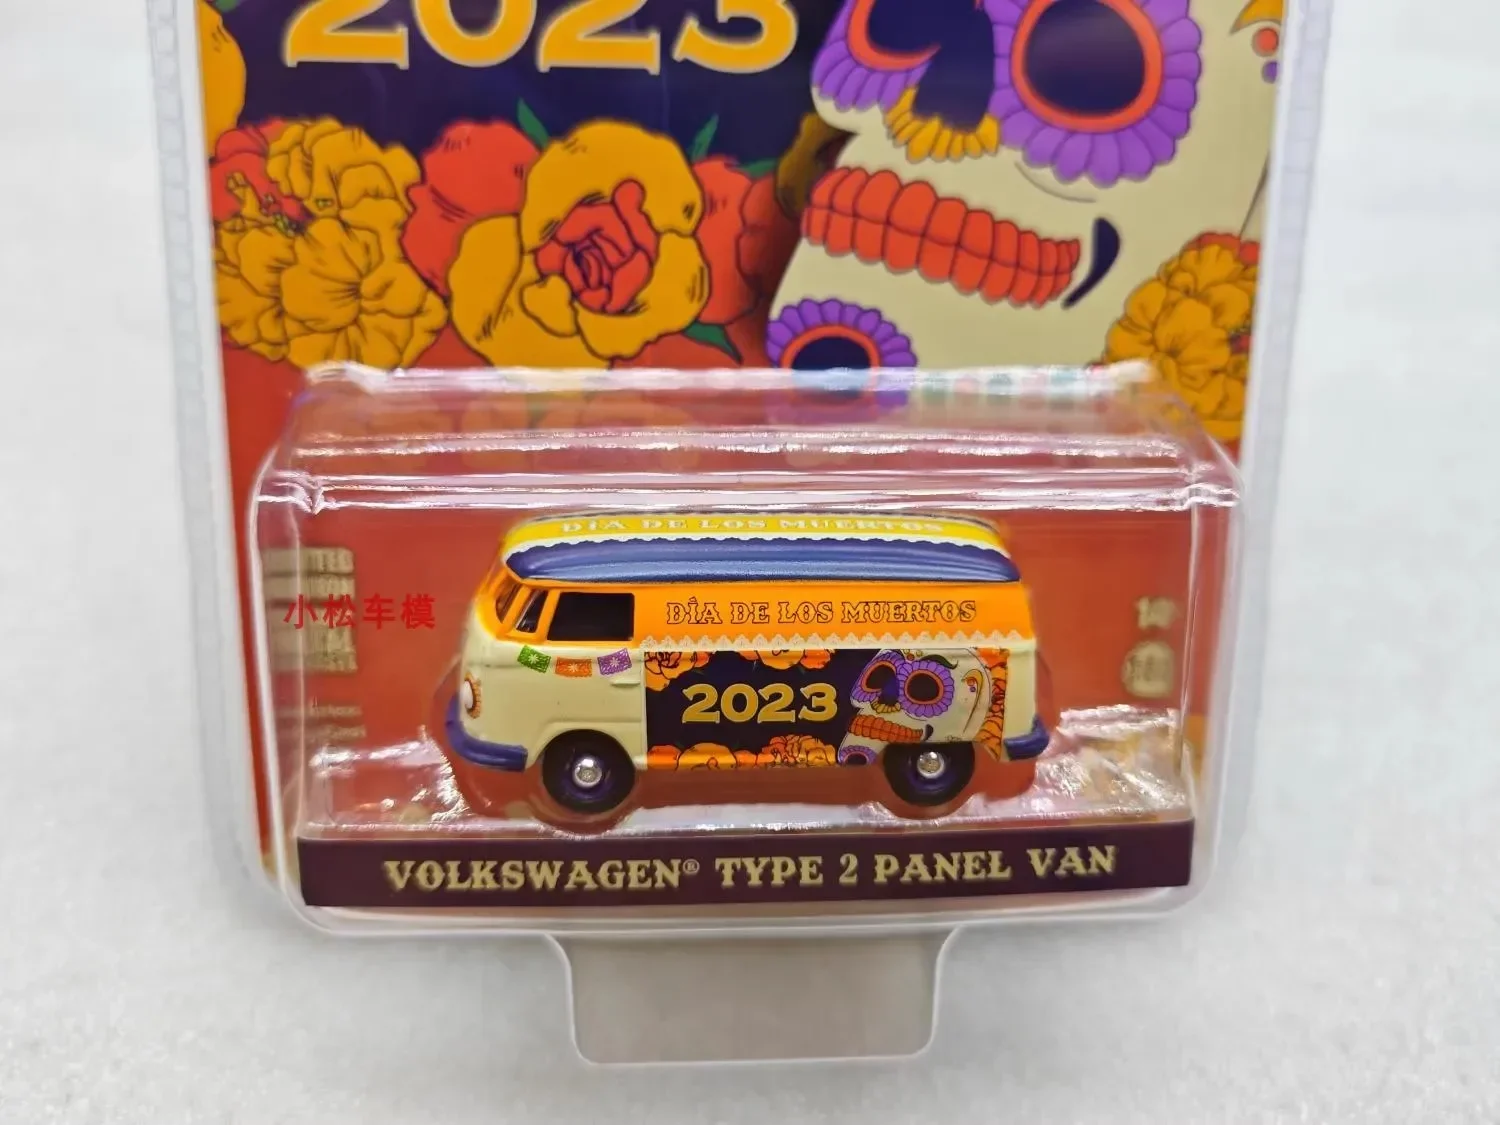 2023
DÍA DE LOS MUERTOS
DÍA DE LOS MUERTOS
2023
小松车模
VOLKSWAGEN® TYPE 2 PANEL VAN